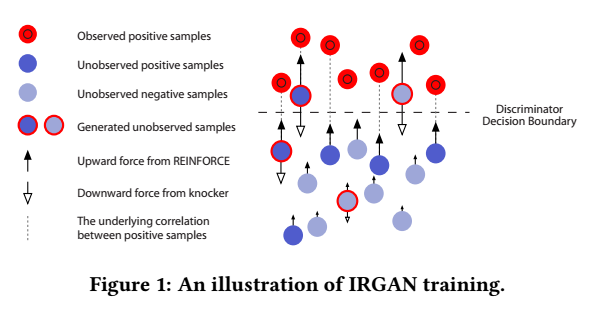 Observed positive samples
Unobserved positive samples
Unobserved negative samples
Generated unobserved samples
Upward force from REINFORCE
Downward force from knocker
The underlying correlation
between positive samples
Discriminator
Decision Boundary
Figure 1: An illustration of IRGAN training.